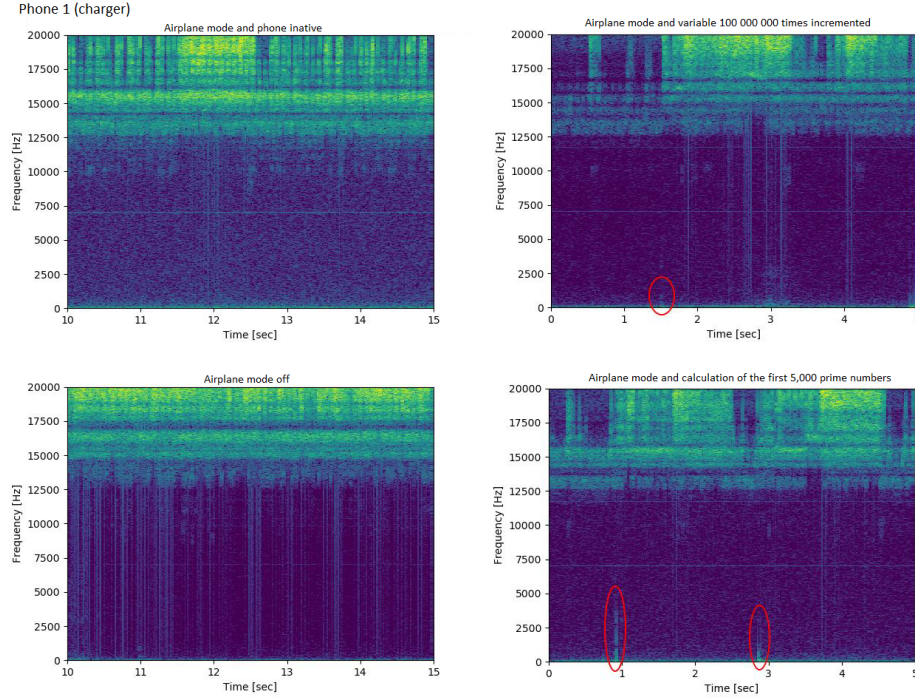 Phone 1 (charger)
Airplane mode and phone inative
20000
17500
15000
12500
10000
7500
5000
2500
0
Frequency [Hz]
10 11 12 13 14 15
Time [sec]
Airplane mode and variable 100 000 000 times incremented
20000
17500
15000
12500
10000
7500
5000
2500
0
Frequency [Hz]
0 1 2 3 4
Time [sec]
Airplane mode off
20000
17500
15000
12500
10000
7500
5000
2500
0
Frequency [Hz]
10 11 12 13 14 15
Time [sec]
Airplane mode and calculation of the first 5,000 prime numbers
20000
17500
15000
12500
10000
7500
5000
2500
0
Frequency [Hz]
0 1 2 3 4 5
Time [sec]